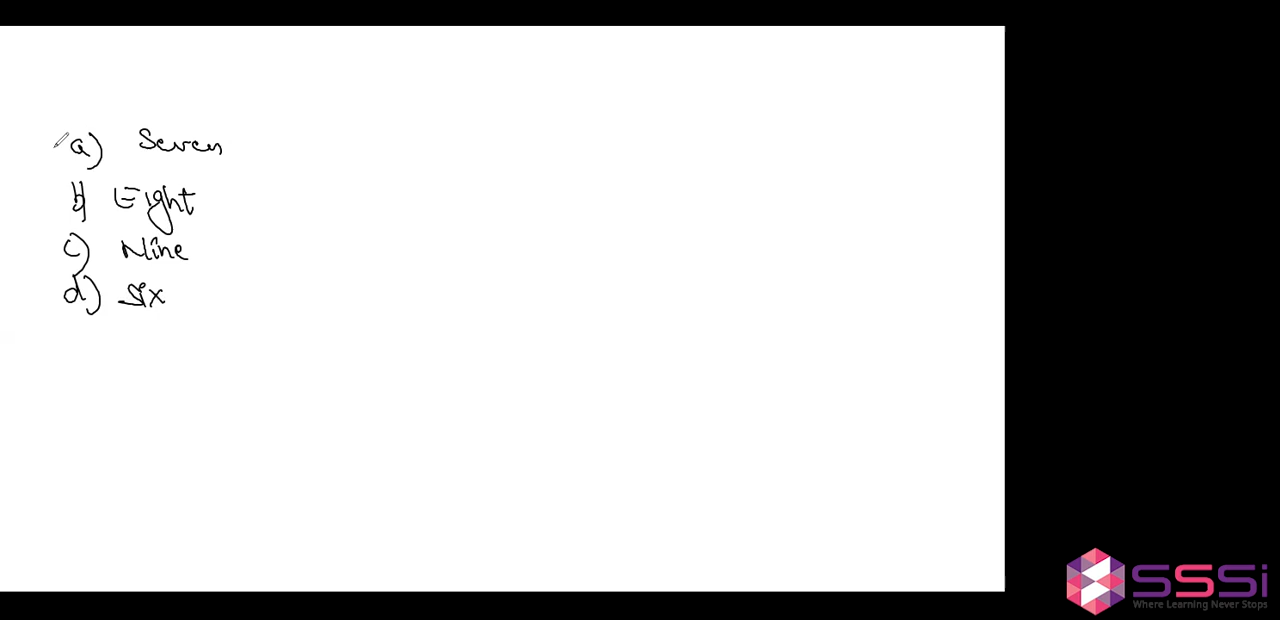 a) Seven
b) Eight
c) Nine
d) Six
SSSi
Where Learning Never Stops